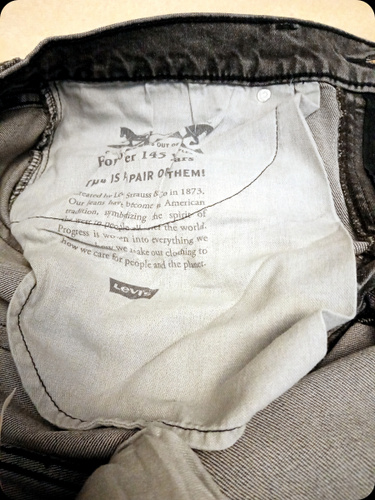 OUT OF
For over 145 years
THIS IS A PAIR OF THEM!
created by Levi Strauss & Co in 1873.
Our jeans have become a American
tradition, symbolizing the spirit of
the west to people all the world.
Progress is woven into everything we
how we make our clothing to
how we care for people and the planet.
Levi's